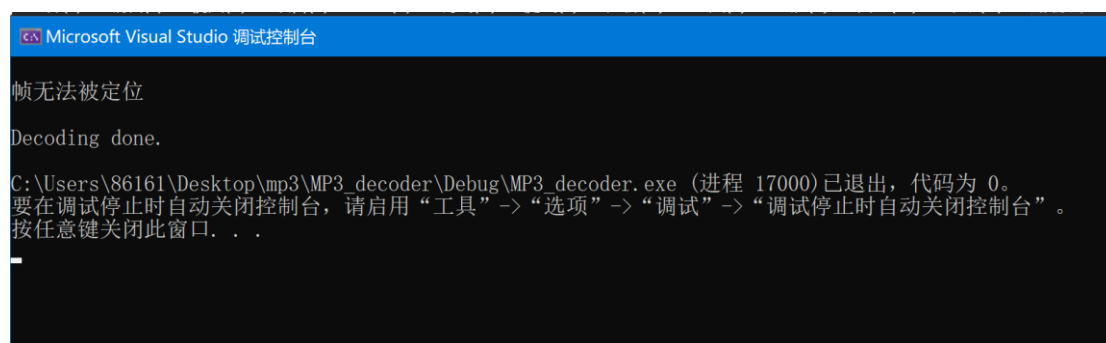 Microsoft Visual Studio 调试控制台
帧无法被定位
Decoding done.
C:\Users\86161\Desktop\mp3\MP3_decoder\Debug\MP3_decoder.exe (进程 17000)已退出，代码为 0。
要在调试停止时自动关闭控制台，请启用“工具”->“选项”->“调试”->“调试停止时自动关闭控制台”。
按任意键关闭此窗口. . .